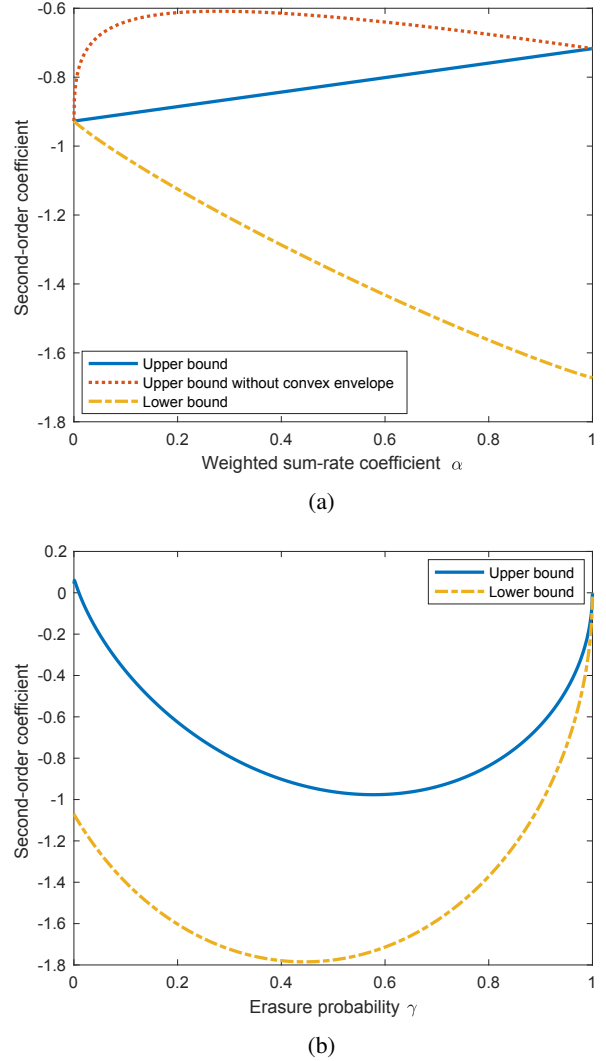 -0.6
-0.8
-1
-1.2
-1.4
-1.6
-1.8
Second-order coefficient
Upper bound
Upper bound without convex envelope
Lower bound
0 0.2 0.4 0.6 0.8 1
Weighted sum-rate coefficient α
(a)
0.2
0
-0.2
-0.4
-0.6
-0.8
-1
-1.2
-1.4
-1.6
-1.8
Second-order coefficient
Upper bound
Lower bound
0 0.2 0.4 0.6 0.8 1
Erasure probability γ
(b)